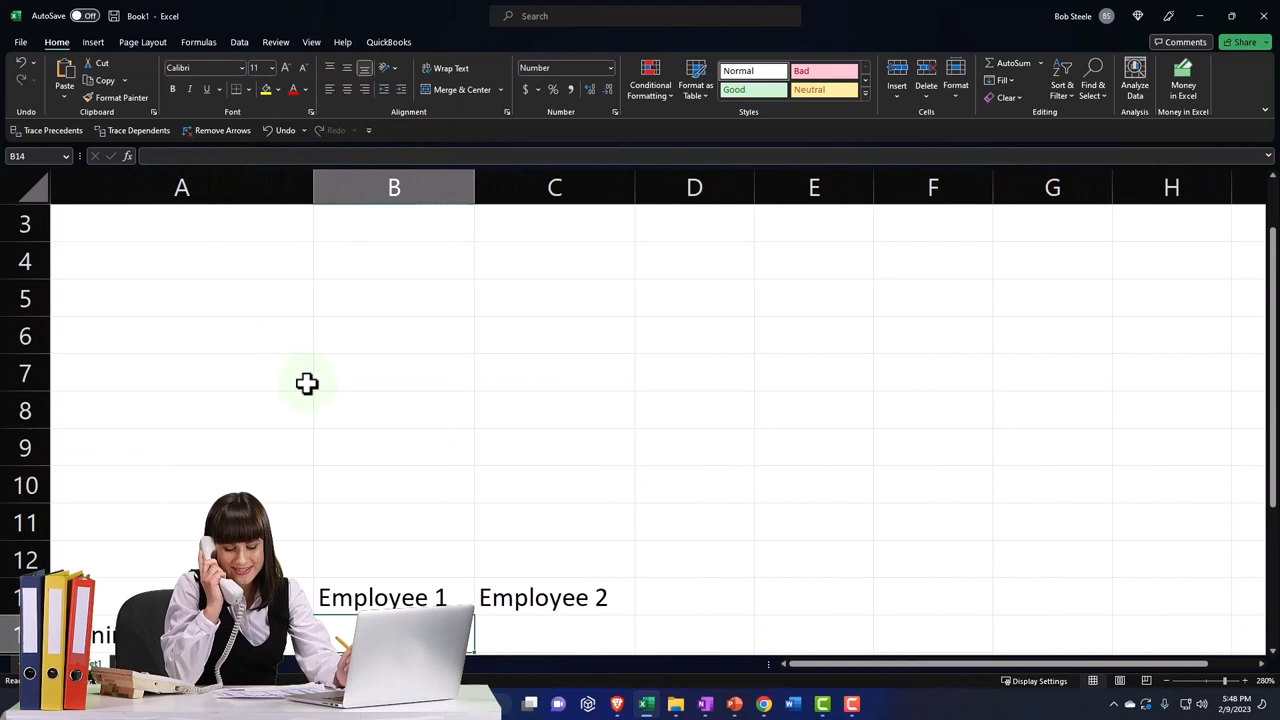 AutoSave Off Book1 - Excel Search Bob Steele BS
File Home Insert Page Layout Formulas Data Review View Help QuickBooks Comments Share
Cut Calibri 11 Wrap Text Number Normal Bad AutoSum
Paste Copy Conditional Formatting Format as Table Insert Delete Format Fill Sort & Filter Find & Select Analyze Data Money in Excel
Format Painter B I U Merge & Center $ % Good Neutral Clear
Undo Clipboard Font Alignment Number Styles Cells Editing Analysis Money in Excel
Trace Precedents Trace Dependents Remove Arrows Undo Redo
B14 fx
A B C D E F G H
3
4
5
6
7
8
9
10
11
12
Employee 1 Employee 2
Display Settings 280%
5:48 PM
2/9/2023